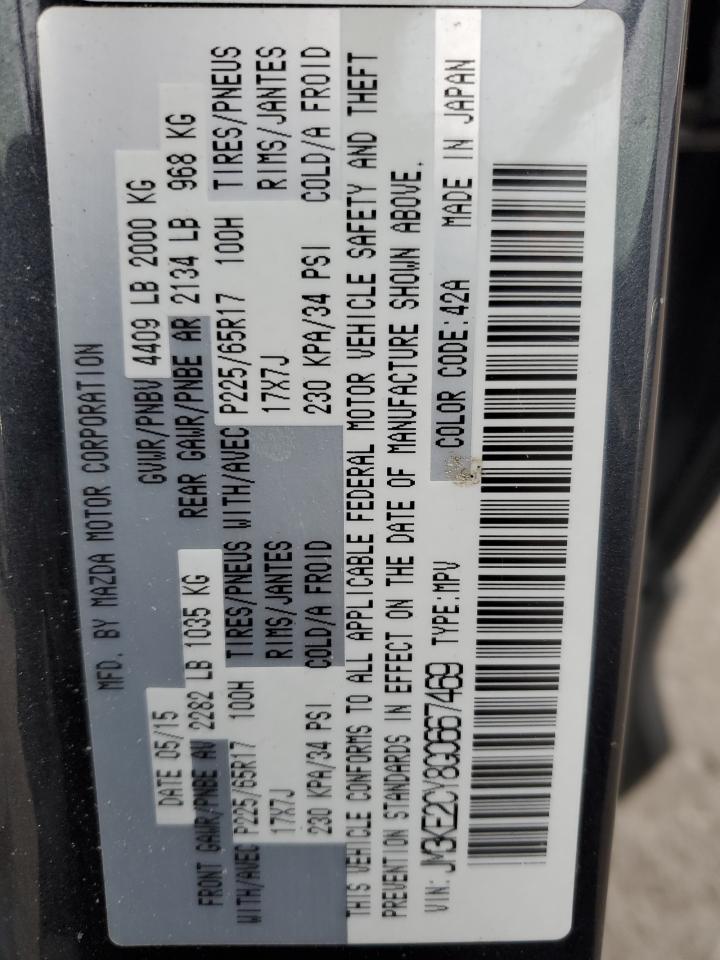 MFD. BY MAZDA MOTOR CORPORATION
DATE 05/15 GVWR/PNBV 4409 LB 2000 KG
FRONT GAWR/PNBE AV 2282 LB 1035 KG REAR GAWR/PNBE AR 2134 LB 968 KG
WITH/AVEC P225/65R17 100H TIRES/PNEUS WITH/AVEC P225/65R17 100H TIRES/PNEUS
17X7J RIMS/JANTES 17X7J RIMS/JANTES
230 KPA/34 PSI COLD/A FROID 230 KPA/34 PSI COLD/A FROID
THIS VEHICLE CONFORMS TO ALL APPLICABLE FEDERAL MOTOR VEHICLE SAFETY AND THEFT
PREVENTION STANDARDS IN EFFECT ON THE DATE OF MANUFACTURE SHOWN ABOVE.
VIN: JM3KE2CY8G0667469 TYPE:MPV COLOR CODE:42A MADE IN JAPAN